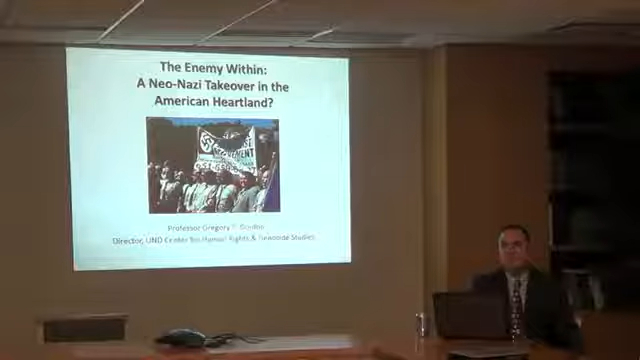 The Enemy Within:
A Neo-Nazi Takeover in the
American Heartland?
MOVEMENT
Professor Gregory S. Gordon
Director, UND Center for Human Rights & Genocide Studies